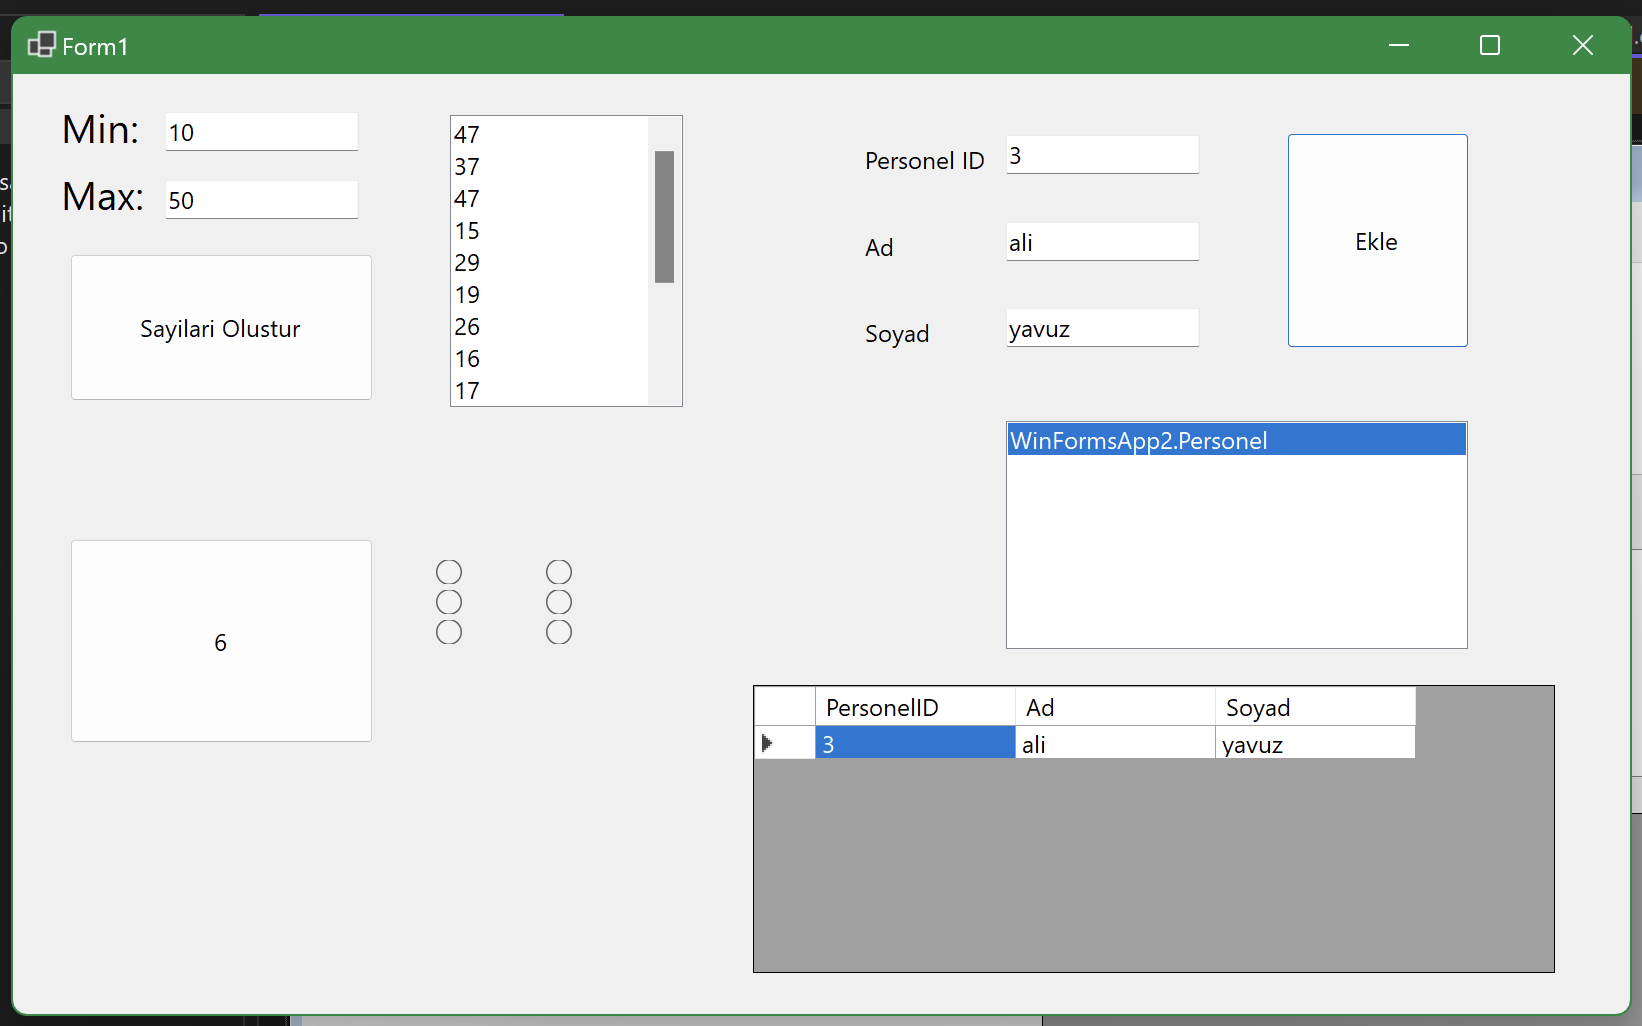 Form1
Min: 10
Max: 50
Sayilari Olustur
47
37
47
15
29
19
26
16
17
6
Personel ID 3
Ad ali
Soyad yavuz
Ekle
WinFormsApp2.Personel
PersonelID Ad Soyad
3 ali yavuz